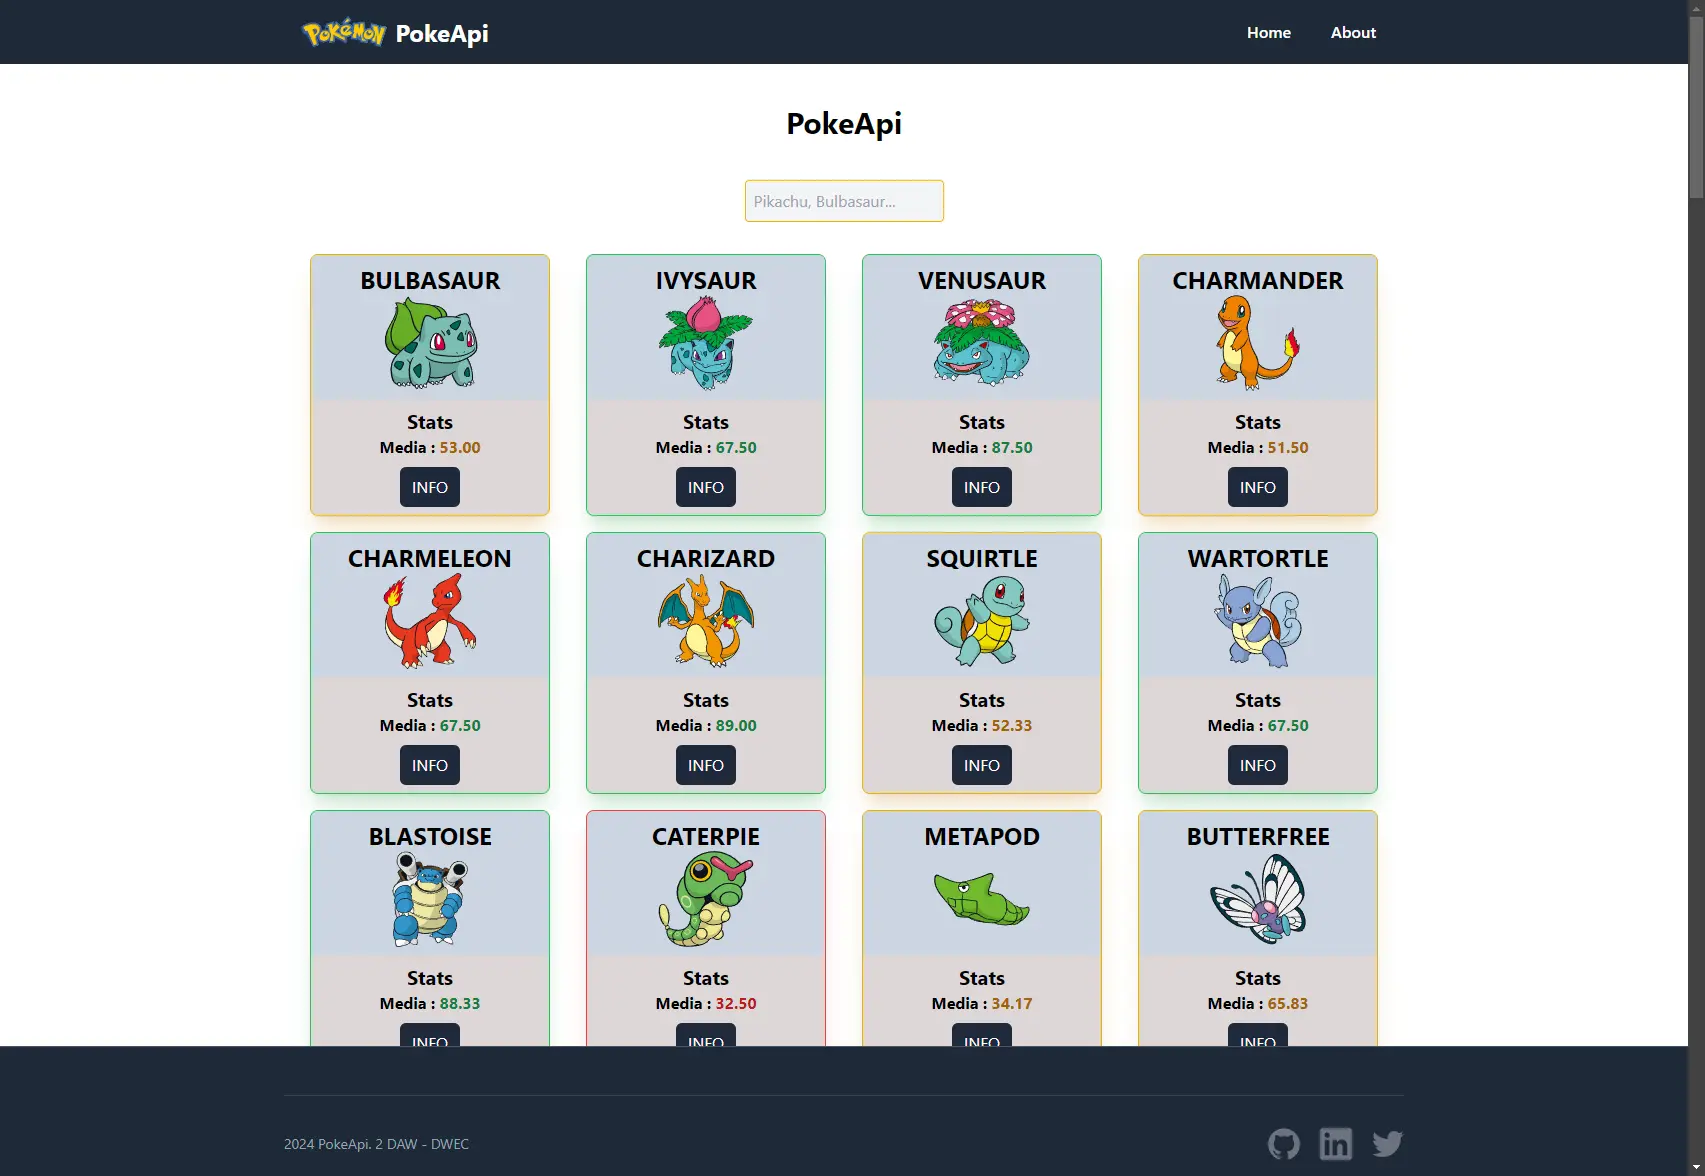 Pokémon PokeApi Home About
PokeApi
Pikachu, Bulbasaur...
BULBASAUR IVYSAUR VENUSAUR CHARMANDER
Stats Stats Stats Stats
Media : 53.00 Media : 67.50 Media : 87.50 Media : 51.50
INFO INFO INFO INFO
CHARMELEON CHARIZARD SQUIRTLE WARTORTLE
Stats Stats Stats Stats
Media : 67.50 Media : 89.00 Media : 52.33 Media : 67.50
INFO INFO INFO INFO
BLASTOISE CATERPIE METAPOD BUTTERFREE
Stats Stats Stats Stats
Media : 88.33 Media : 32.50 Media : 34.17 Media : 65.83
INFO INFO INFO INFO
2024 PokeApi. 2 DAW - DWEC in